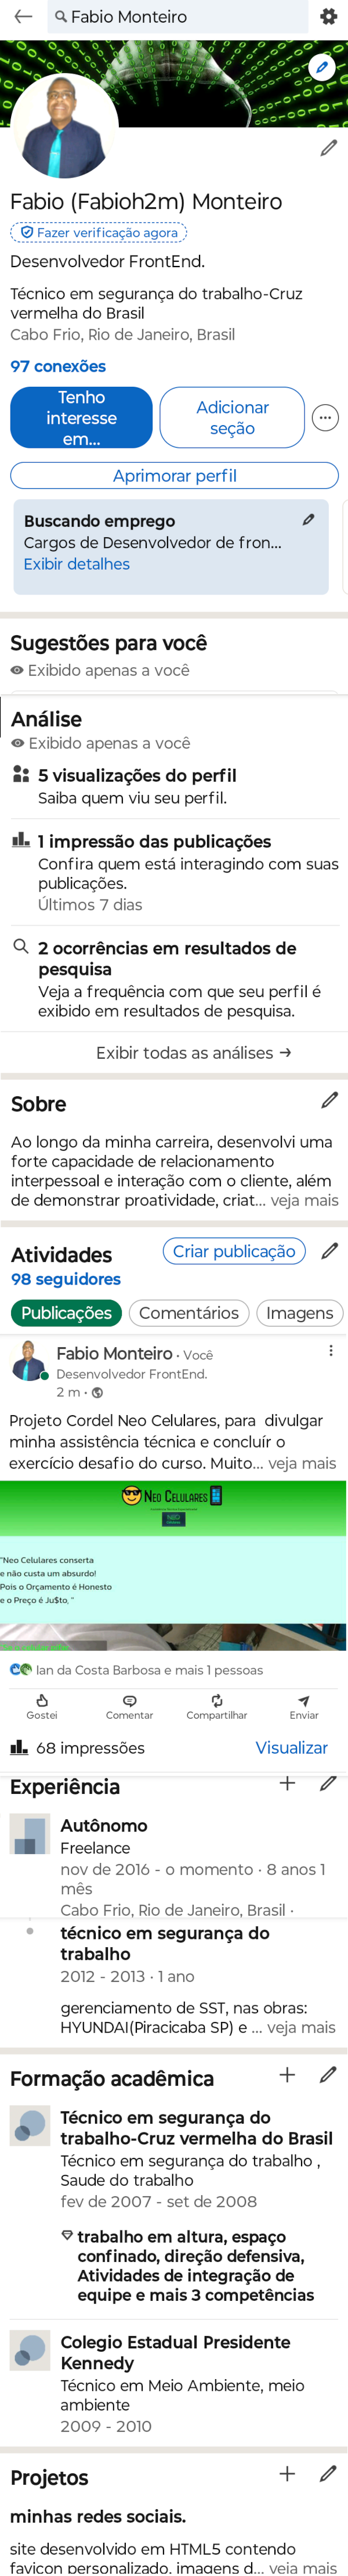 Fabio Monteiro
Fabio (Fabioh2m) Monteiro
Fazer verificação agora
Desenvolvedor FrontEnd.
Técnico em segurança do trabalho-Cruz
vermelha do Brasil
Cabo Frio, Rio de Janeiro, Brasil
97 conexões
Tenho
interesse
em...
Adicionar
seção
Aprimorar perfil
Buscando emprego
Cargos de Desenvolvedor de fron...
Exibir detalhes
Sugestões para você
Exibido apenas a você
Análise
Exibido apenas a você
5 visualizações do perfil
Saiba quem viu seu perfil.
1 impressão das publicações
Confira quem está interagindo com suas
publicações.
Últimos 7 dias
2 ocorrências em resultados de
pesquisa
Veja a frequência com que seu perfil é
exibido em resultados de pesquisa.
Exibir todas as análises →
Sobre
Ao longo da minha carreira, desenvolvi uma
forte capacidade de relacionamento
interpessoal e interação com o cliente, além
de demonstrar proatividade, criat... veja mais
Atividades
Criar publicação
98 seguidores
Publicações
Comentários
Imagens
Fabio Monteiro • Você
Desenvolvedor FrontEnd.
2 m •
Projeto Cordel Neo Celulares, para divulgar
minha assistência técnica e concluír o
exercício desafio do curso. Muito... veja mais
Neo Celulares
NEO
"Neo Celulares conserta
e não custa um absurdo!
Pois o Orçamento é Honesto
e o Preço é Ju$to, "
Ian da Costa Barbosa e mais 1 pessoas
Gostei
Comentar
Compartilhar
Enviar
68 impressões
Visualizar
Experiência
Autônomo
Freelance
nov de 2016 - o momento · 8 anos 1
mês
Cabo Frio, Rio de Janeiro, Brasil ·
técnico em segurança do
trabalho
2012 - 2013 · 1 ano
gerenciamento de SST, nas obras:
HYUNDAI(Piracicaba SP) e ... veja mais
Formação acadêmica
Técnico em segurança do
trabalho-Cruz vermelha do Brasil
Técnico em segurança do trabalho ,
Saude do trabalho
fev de 2007 - set de 2008
trabalho em altura, espaço
confinado, direção defensiva,
Atividades de integração de
equipe e mais 3 competências
Colegio Estadual Presidente
Kennedy
Técnico em Meio Ambiente, meio
ambiente
2009 - 2010
Projetos
minhas redes sociais.
site desenvolvido em HTML5 contendo
favicon personalizado, imagens d... veja mais